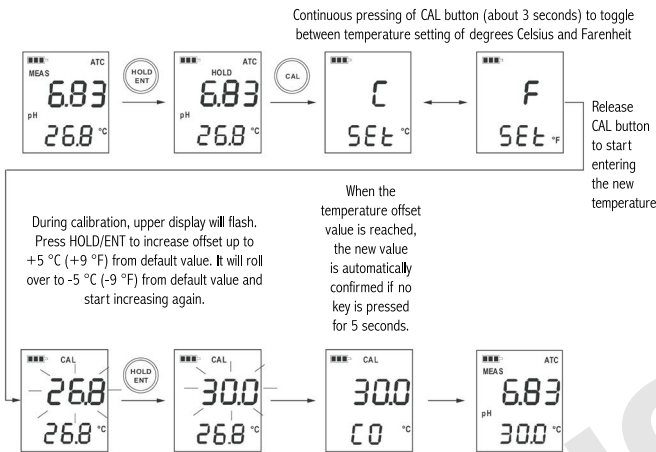 Continuous pressing of CAL button (about 3 seconds) to toggle
between temperature setting of degrees Celsius and Farenheit
ATC
MEAS
6.83
pH
26.8 °C
HOLD
ENT
ATC
HOLD
6.83
26.8 °C
CAL
C
SEt °C
F
SEt °F
Release
CAL button
to start
entering
the new
temperature
During calibration, upper display will flash.
Press HOLD/ENT to increase offset up to
+5 °C (+9 °F) from default value. It will roll
over to -5 °C (-9 °F) from default value and
start increasing again.
When the
temperature offset
value is reached,
the new value
is automatically
confirmed if no
key is pressed
for 5 seconds.
CAL
26.8
26.8 °C
HOLD
ENT
CAL
30.0
26.8 °C
CAL
30.0
CO °C
ATC
MEAS
6.83
pH
30.0 °C